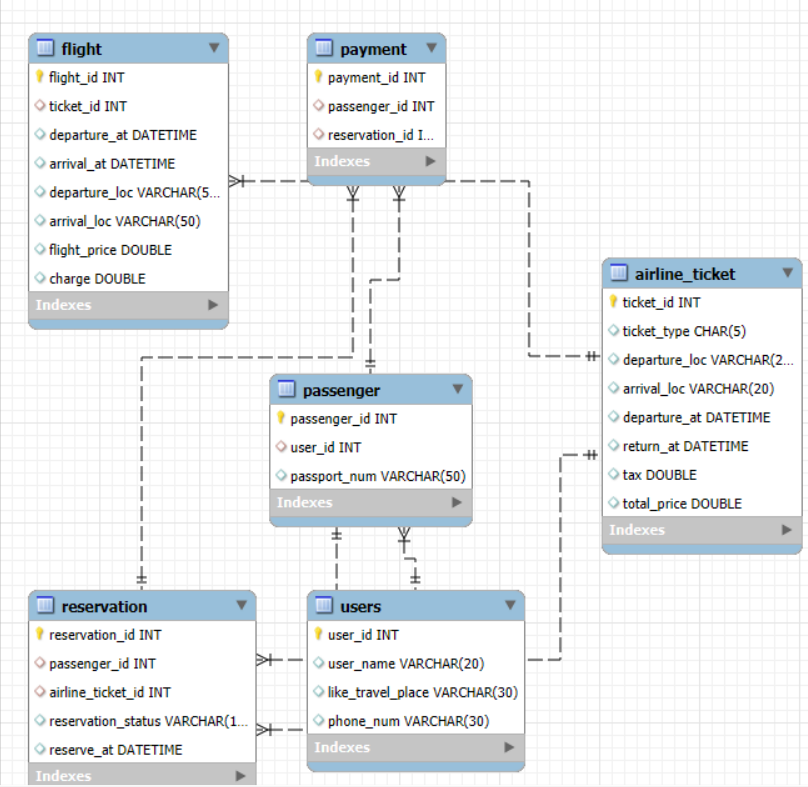 flight
flight_id INT
ticket_id INT
departure_at DATETIME
arrival_at DATETIME
departure_loc VARCHAR(5...
arrival_loc VARCHAR(50)
flight_price DOUBLE
charge DOUBLE
Indexes
payment
payment_id INT
passenger_id INT
reservation_id I...
Indexes
airline_ticket
ticket_id INT
ticket_type CHAR(5)
departure_loc VARCHAR(2...
arrival_loc VARCHAR(20)
departure_at DATETIME
return_at DATETIME
tax DOUBLE
total_price DOUBLE
Indexes
passenger
passenger_id INT
user_id INT
passport_num VARCHAR(50)
Indexes
reservation
reservation_id INT
passenger_id INT
airline_ticket_id INT
reservation_status VARCHAR(1...
reserve_at DATETIME
Indexes
users
user_id INT
user_name VARCHAR(20)
like_travel_place VARCHAR(30)
phone_num VARCHAR(30)
Indexes